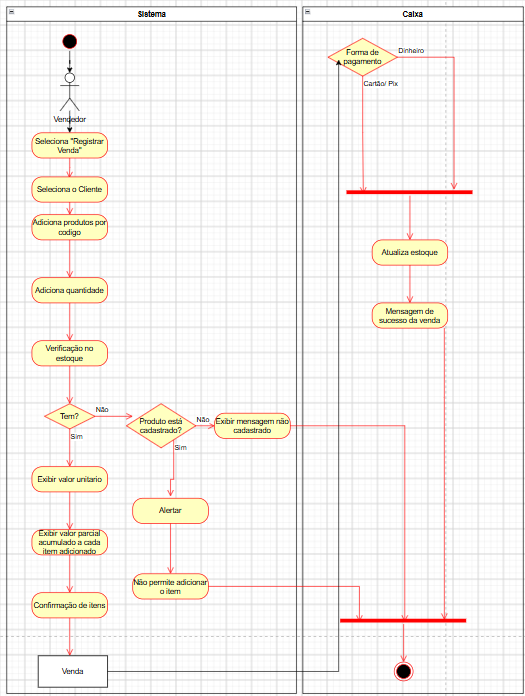 Sistema
Caixa
Vendedor
Seleciona "Registrar
Venda"
Seleciona o Cliente
Adiciona produtos por
codigo
Adiciona quantidade
Verificação no
estoque
Tem?
Não
Sim
Produto está
cadastrado?
Não
Sim
Exibir mensagem não
cadastrado
Exibir valor unitario
Alertar
Exibir valor parcial
acumulado a cada
item adicionado
Não permite adicionar
o item
Confirmação de itens
Venda
Forma de
pagamento
Dinheiro
Cartão/ Pix
Atualiza estoque
Mensagem de
sucesso da venda